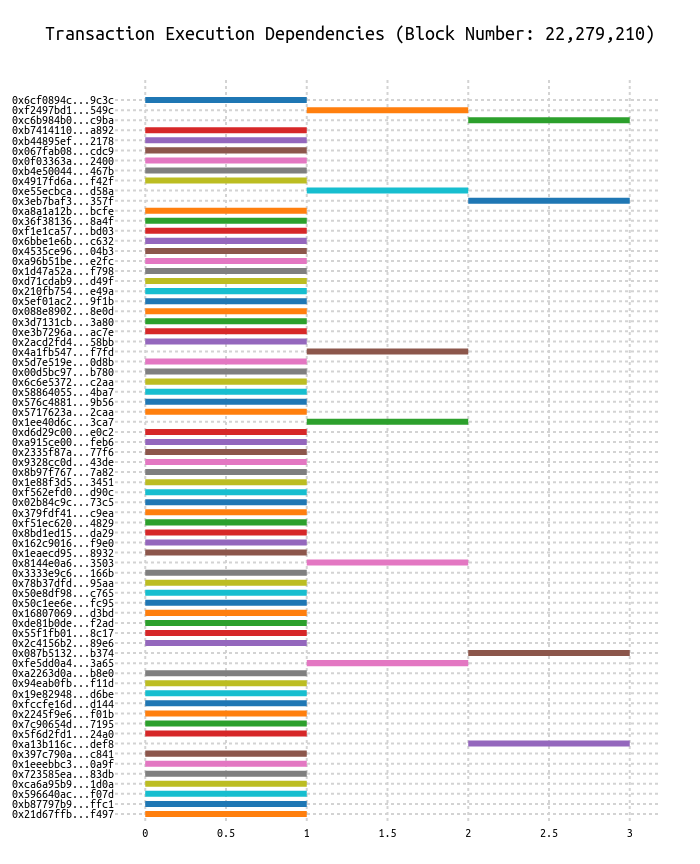 Transaction Execution Dependencies (Block Number: 22,279,210)
0x6cf0894c...9c3c
0xf2497bd1...549c
0xc6b984b0...c9ba
0xb7414110...a892
0xb44895ef...2178
0x067fab08...cdc9
0x0f03363a...2400
0xb4e50044...467b
0x4917fd6a...f42f
0xe55ecbca...d58a
0x3eb7baf3...357f
0xa8a1a12b...bcfe
0x36f38136...8a4f
0xf1e1ca57...bd03
0x6bbe1e6b...c632
0x4535ce96...04b3
0xa96b51be...e2fc
0x1d47a52a...f798
0xd71cdab9...d49f
0x210fb754...e49a
0x5ef01ac2...9f1b
0x088e8902...8e0d
0x3d7131cb...3a80
0xe3b7296a...ac7e
0x2acd2fd4...58bb
0x4a1fb547...f7fd
0x5d7e519e...0d8b
0x00d5bc97...b780
0x6c6e5372...c2aa
0x58864055...4ba7
0x576c4881...9b56
0x5717623a...2caa
0x1ee40d6c...3ca7
0xd6d29c00...e0c2
0xa915ce00...feb6
0x2335f87a...77f6
0x9328cc0d...43de
0x8b97f767...7a82
0x1e88f3d5...3451
0xf562efd0...d90c
0x02b84c9c...73c5
0x379fdf41...c9ea
0xf51ec620...4829
0x8bd1ed15...da29
0x162c9016...f9e0
0x1eaecd95...8932
0x8144e0a6...3503
0x3333e9c6...166b
0x78b37dfd...95aa
0x50e8df98...c765
0x50c1ee6e...fc95
0x16807069...d3bd
0xde81b0de...f2ad
0x55f1fb01...8c17
0x2c4156b2...89e6
0x087b5132...b374
0xfe5dd0a4...3a65
0xa2263d0a...b8e0
0x94eab0fb...f11d
0x19e82948...d6be
0xfccfe16d...d144
0x2245f9e6...f01b
0x7c90654d...7195
0x5f6d2fd1...24a0
0xa13b116c...def8
0x397c790a...c841
0x1eeebbc3...0a9f
0x723585ea...83db
0xca6a95b9...1d0a
0x596640ac...f07d
0xb87797b9...ffc1
0x21d67ffb...f497
0 0.5 1 1.5 2 2.5 3